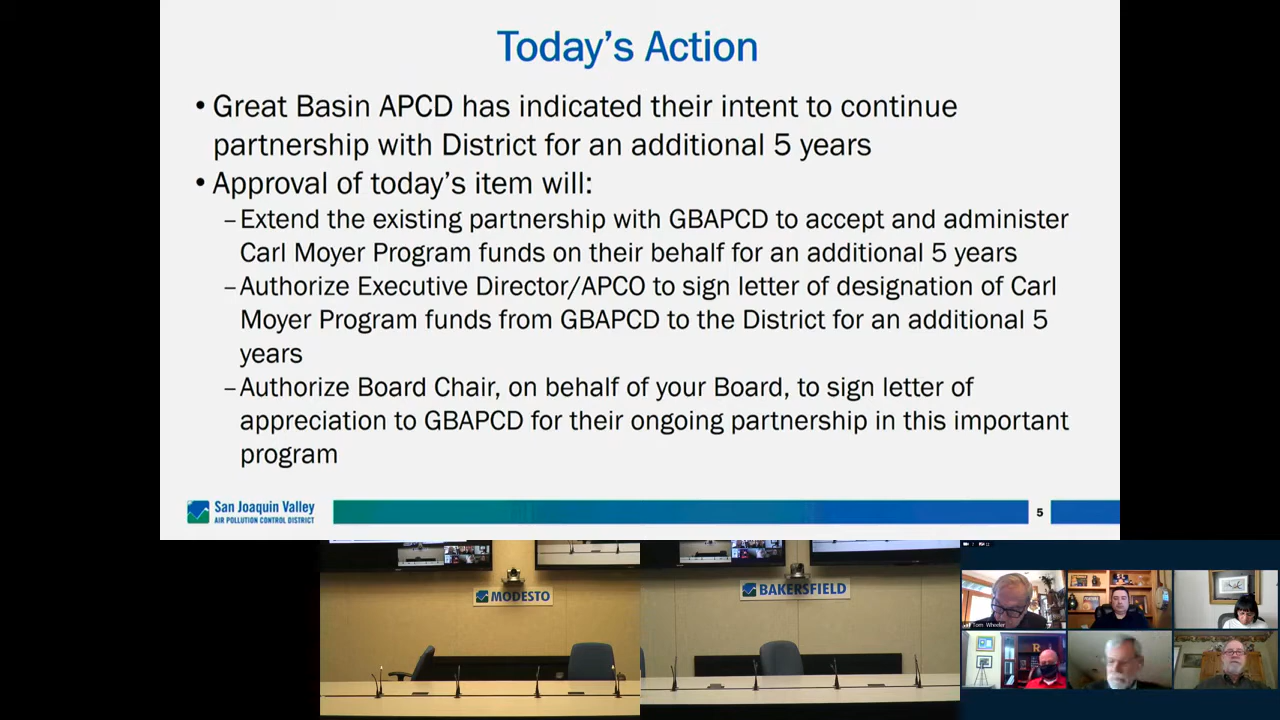 Today's Action
• Great Basin APCD has indicated their intent to continue
partnership with District for an additional 5 years
• Approval of today's item will:
–Extend the existing partnership with GBAPCD to accept and administer
Carl Moyer Program funds on their behalf for an additional 5 years
–Authorize Executive Director/APCO to sign letter of designation of Carl
Moyer Program funds from GBAPCD to the District for an additional 5
years
–Authorize Board Chair, on behalf of your Board, to sign letter of
appreciation to GBAPCD for their ongoing partnership in this important
program
San Joaquin Valley
AIR POLLUTION CONTROL DISTRICT
5
MODESTO
BAKERSFIELD
Tom Wheeler